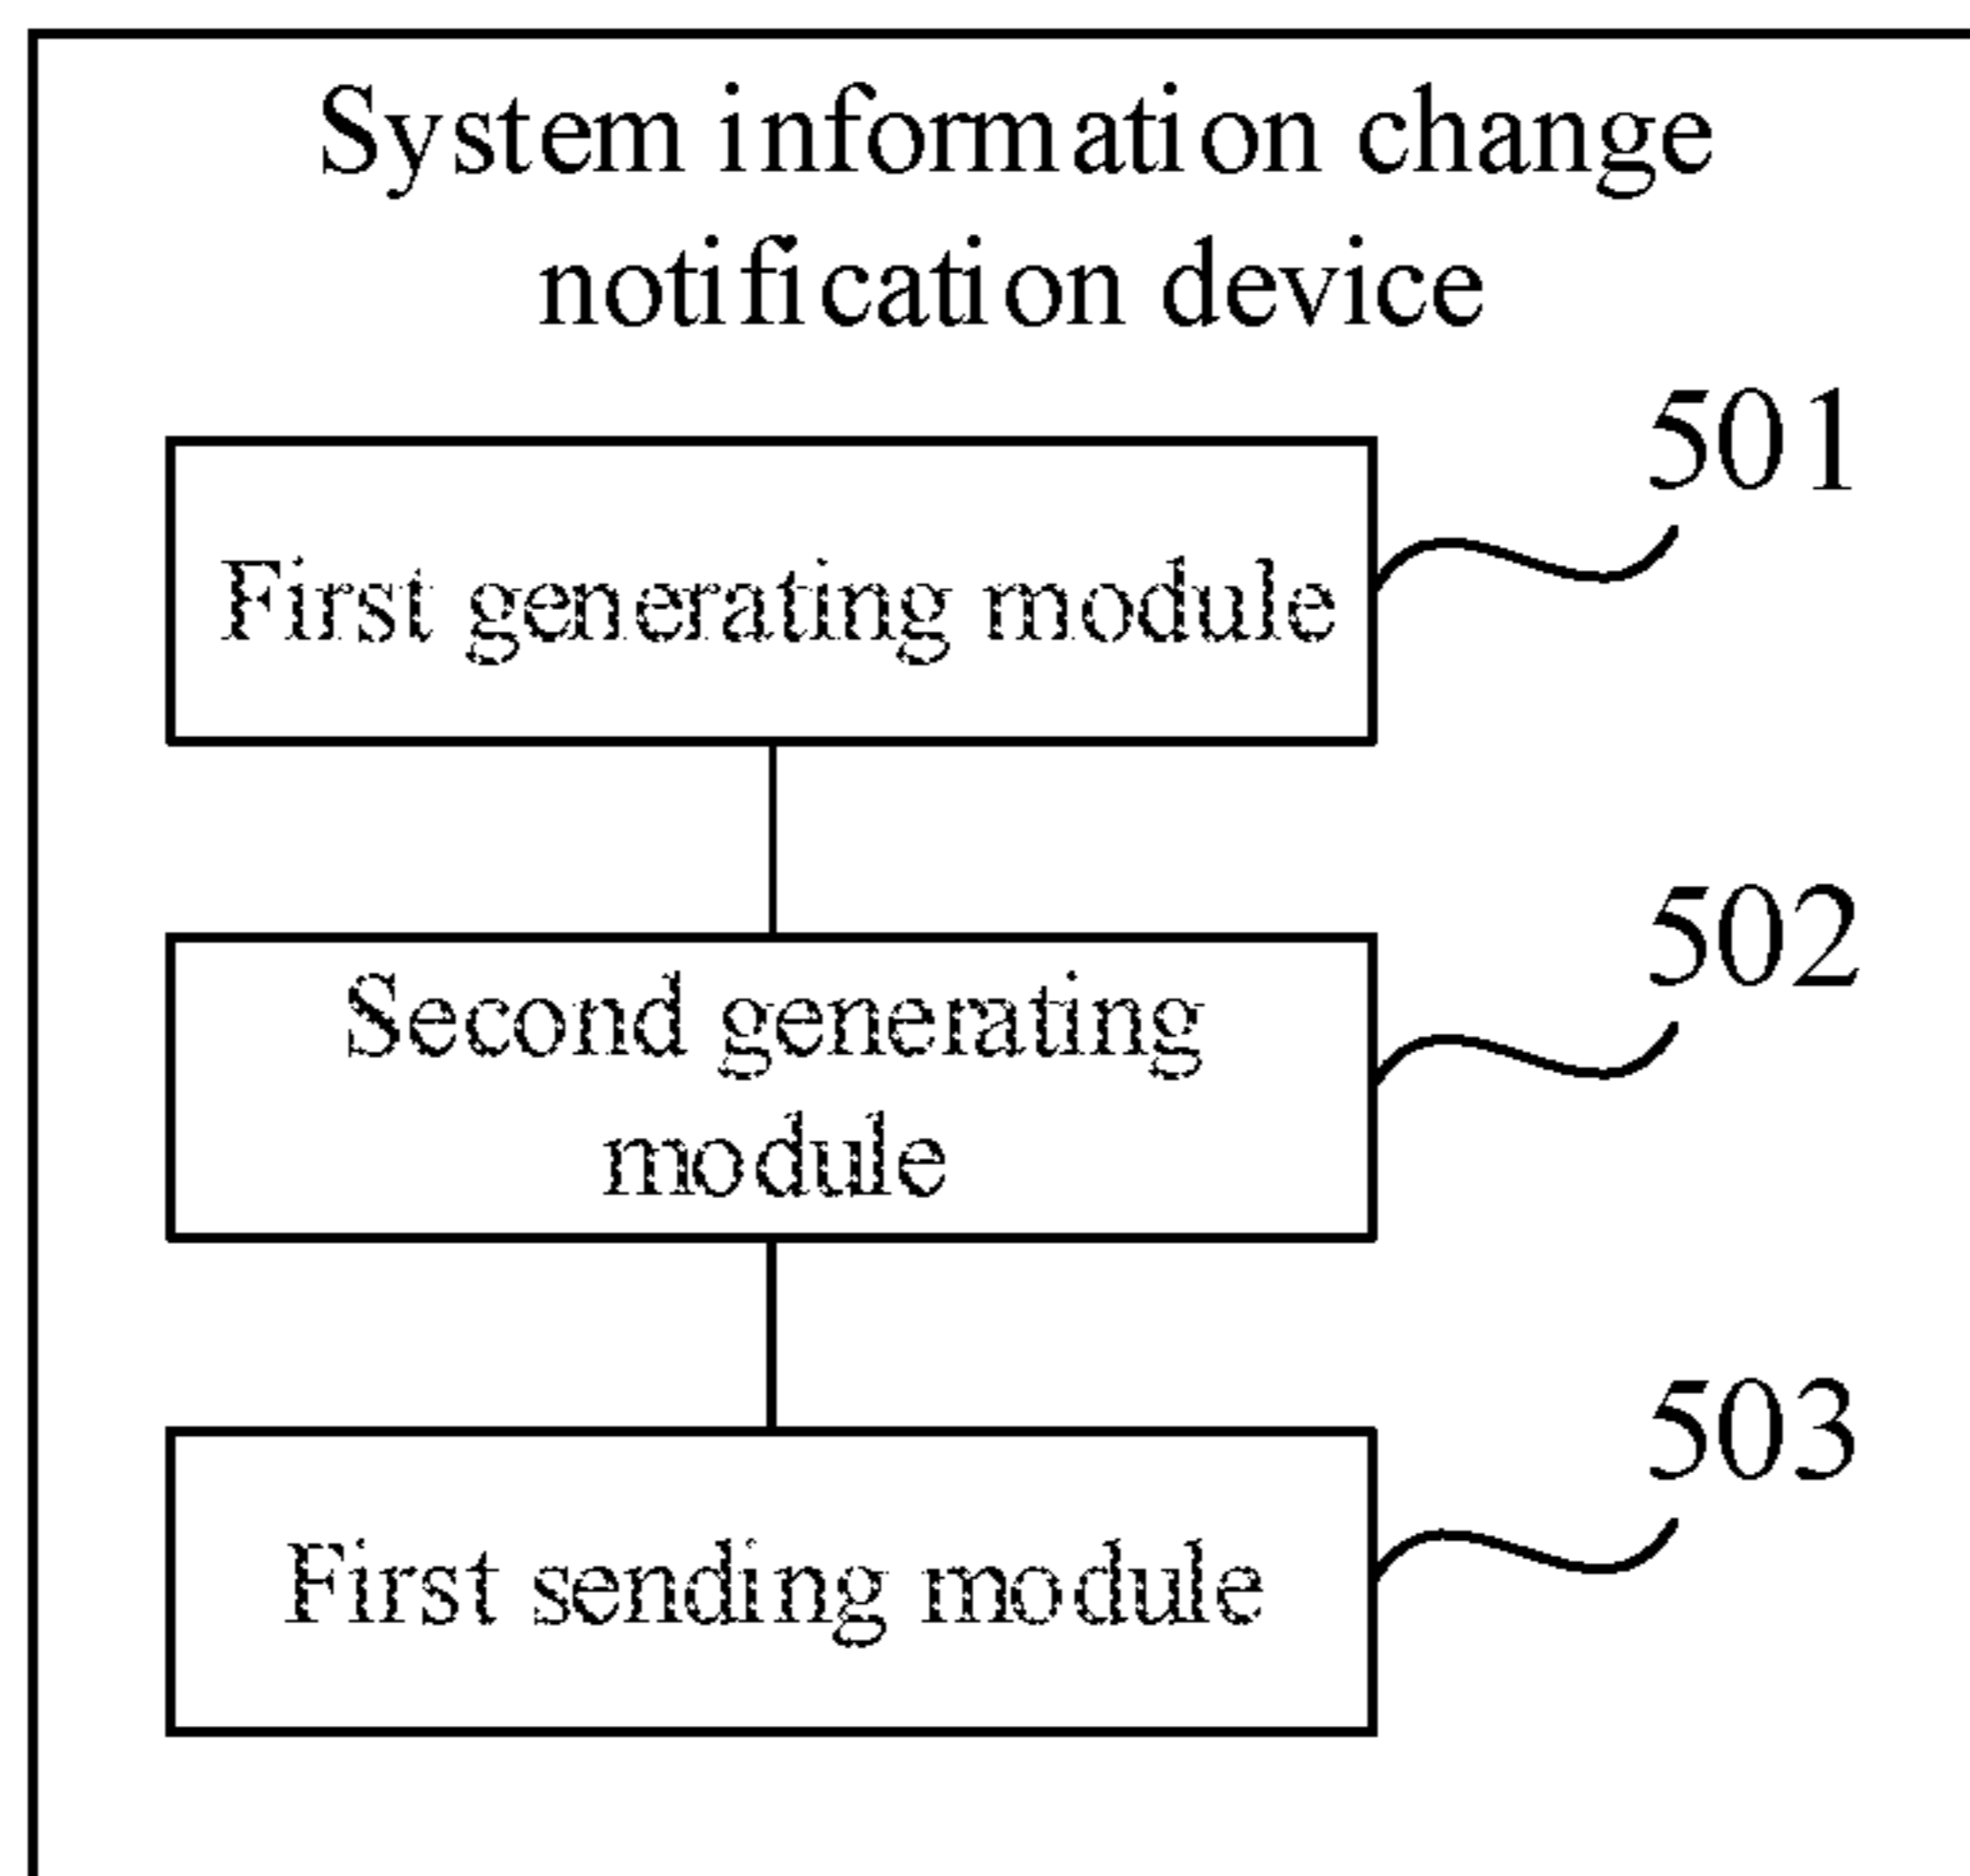 System information change
notification device
501
First generating module
502
Second generating
module
503
First sending module